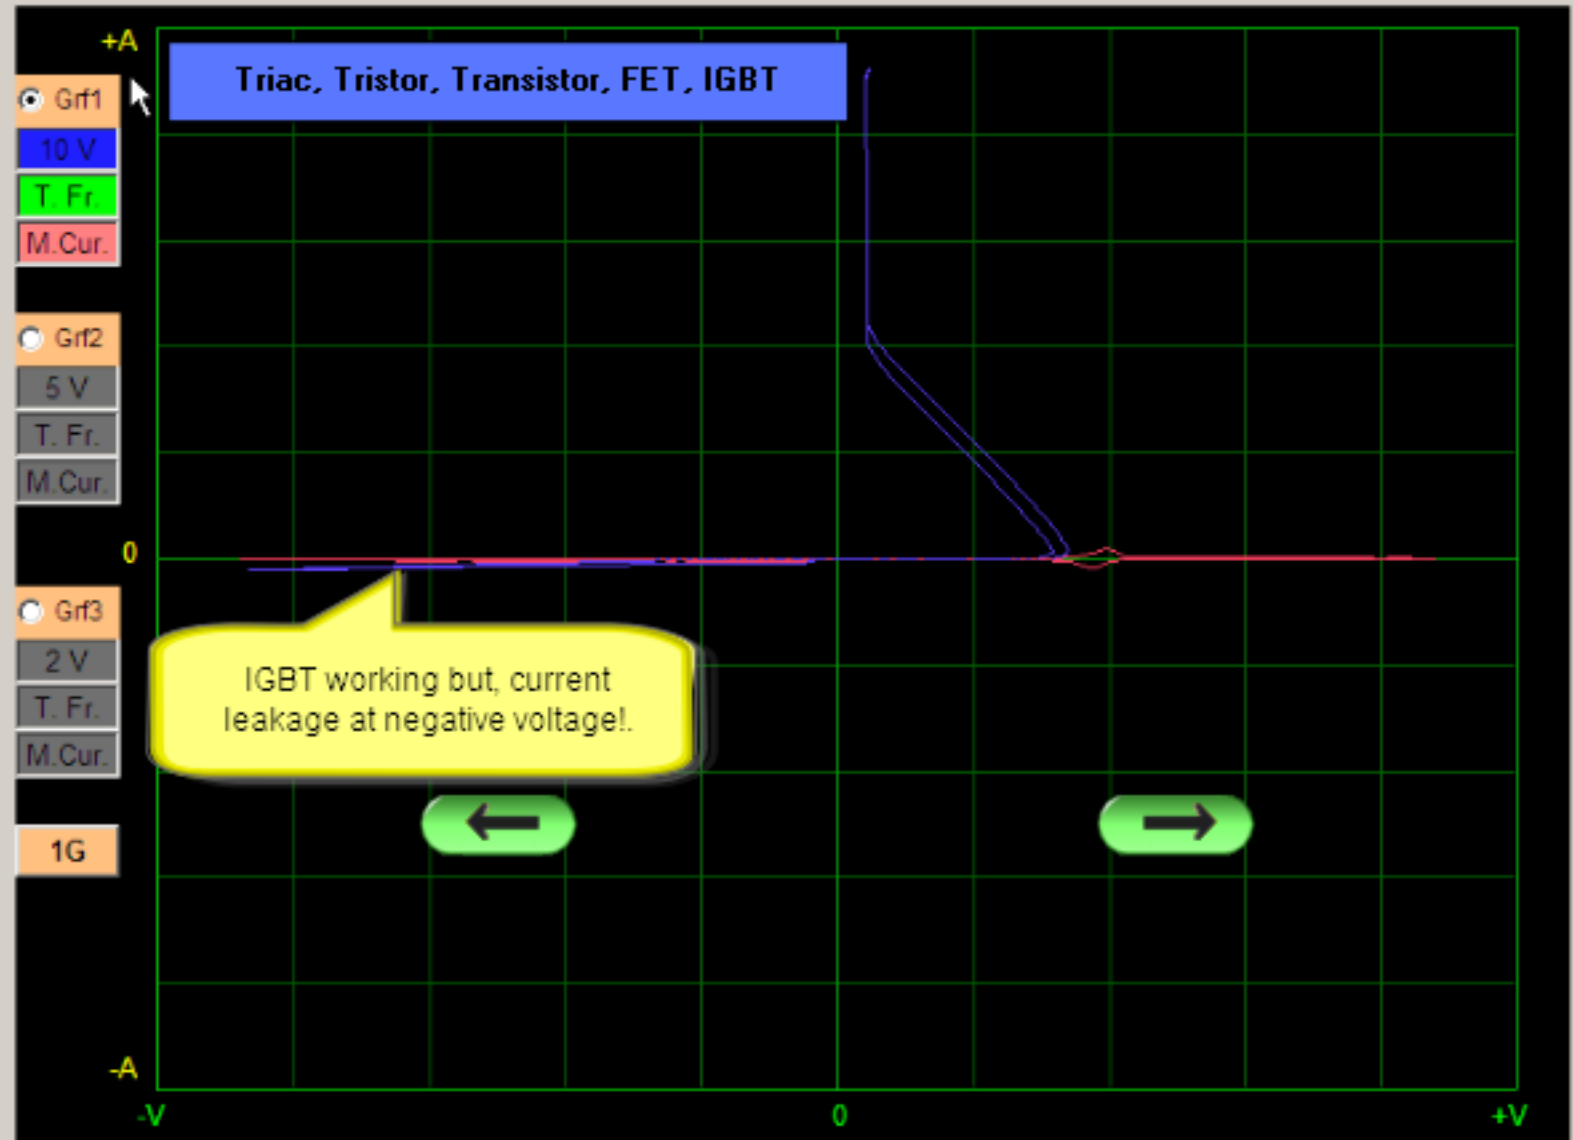 +A
Triac, Tristor, Transistor, FET, IGBT
Grf1
10 V
T. Fr.
M.Cur.
Grf2
5 V
T. Fr.
M.Cur.
0
Grf3
2 V
T. Fr.
M.Cur.
IGBT working but, current
leakage at negative voltage!.
1G
-A
-V
0
+V